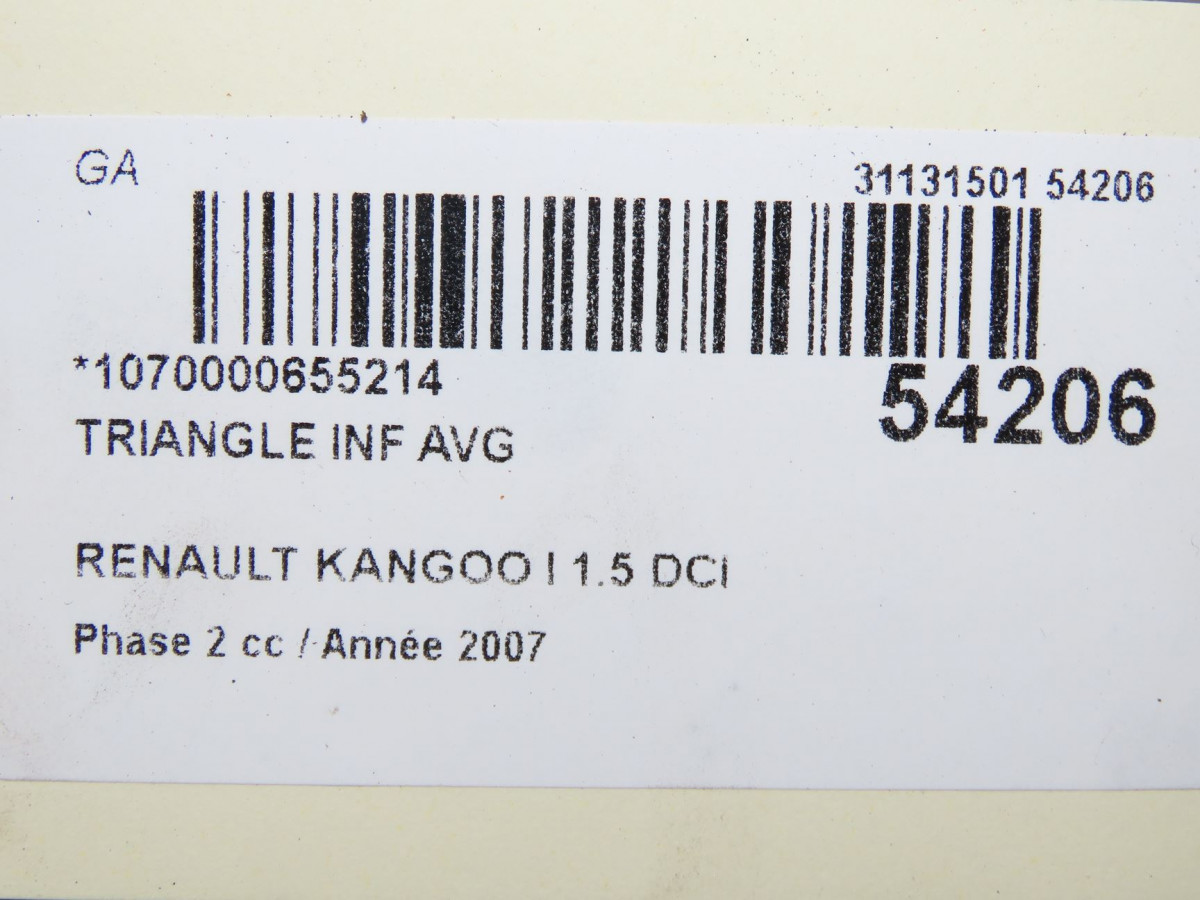 GA
31131501 54206
*1070000655214
54206
TRIANGLE INF AVG
RENAULT KANGOO I 1.5 DCI
Phase 2 cc / Année 2007